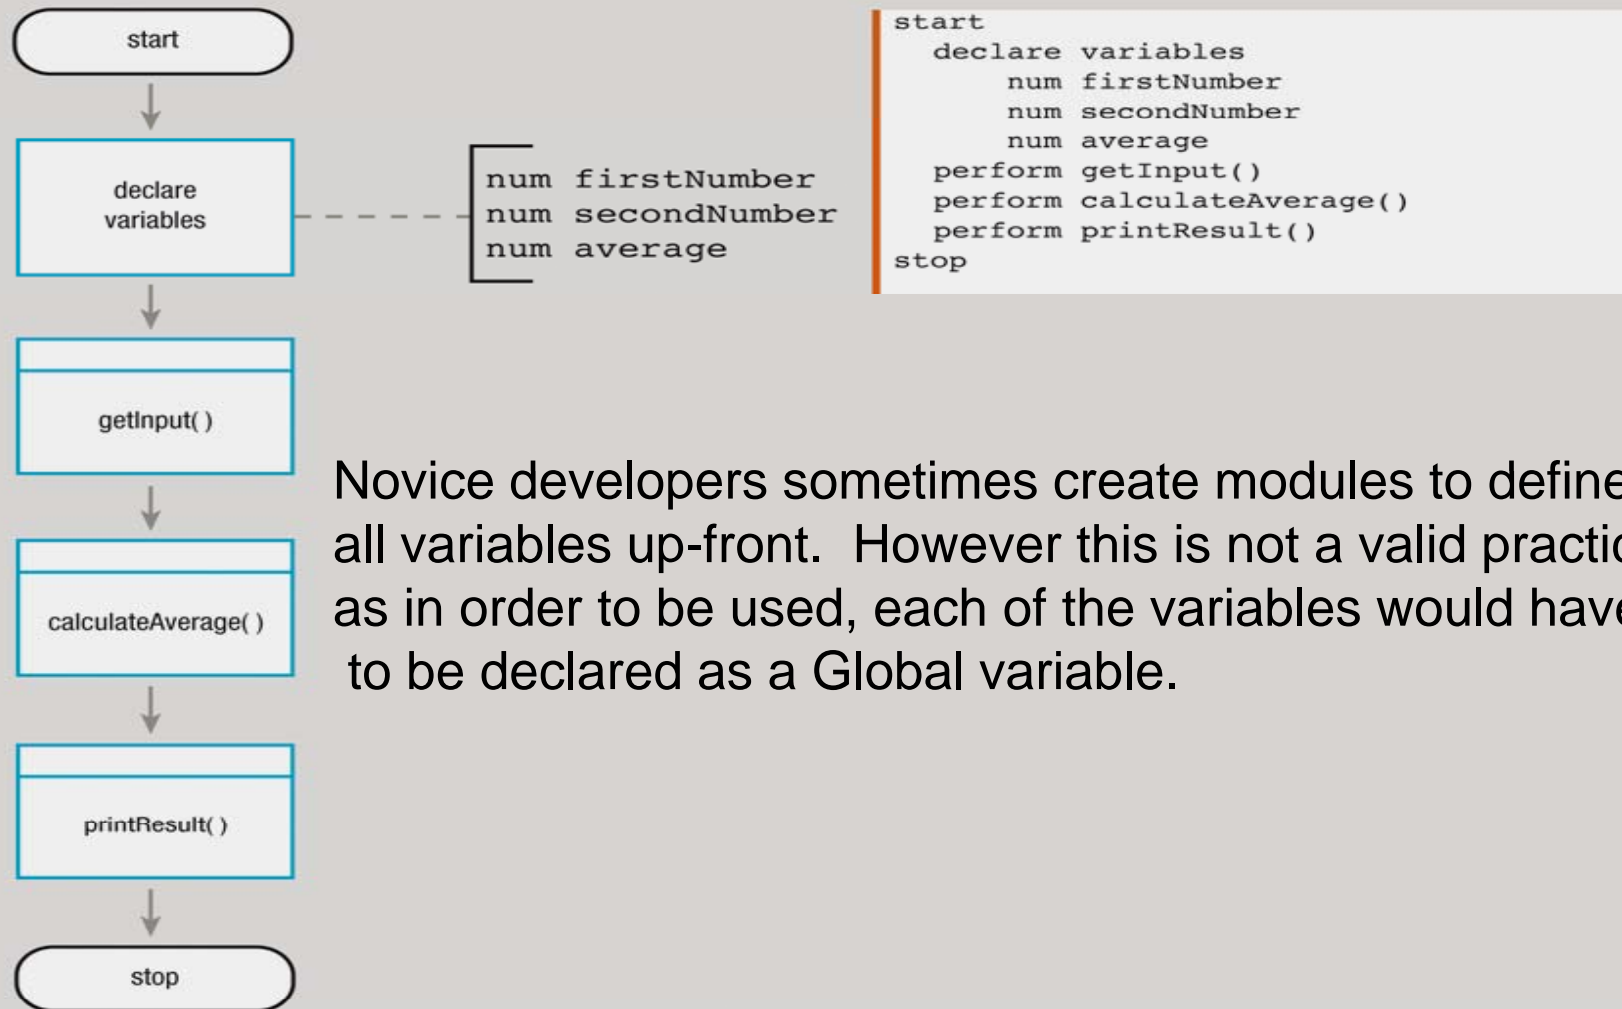 start
declare
variables
num firstNumber
num secondNumber
num average
getInput( )
calculateAverage( )
printResult( )
stop
start
declare variables
num firstNumber
num secondNumber
num average
perform getInput()
perform calculateAverage()
perform printResult()
stop
Novice developers sometimes create modules to define
all variables up-front.  However this is not a valid
as in order to be used, each of the variables would have
to be declared as a Global variable.